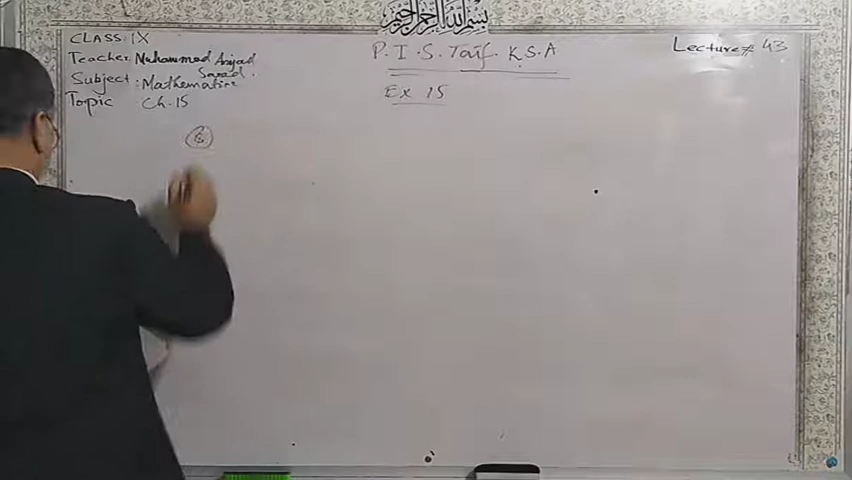 بسم الله الرحمن الرحيم
CLASS: IX
P.I.S. Taif. K.S.A
Lecture # 43
Teacher Muhammad Amjad
Saeed.
Subject: Mathematics
Ex 15
Topic Ch. 15